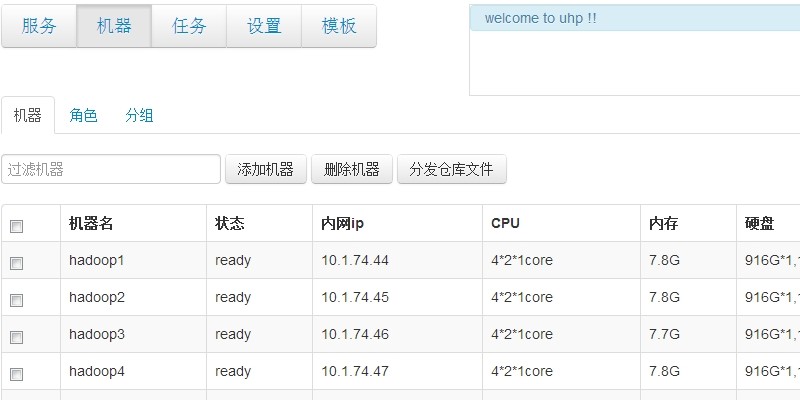 服务 机器 任务 设置 模板
welcome to uhp !!
机器 角色 分组
过滤机器 添加机器 删除机器 分发仓库文件
机器名 状态 内网ip CPU 内存 硬盘
hadoop1 ready 10.1.74.44 4*2*1core 7.8G 916G*1,
hadoop2 ready 10.1.74.45 4*2*1core 7.8G 916G*1,
hadoop3 ready 10.1.74.46 4*2*1core 7.7G 916G*1,
hadoop4 ready 10.1.74.47 4*2*1core 7.8G 916G*1,